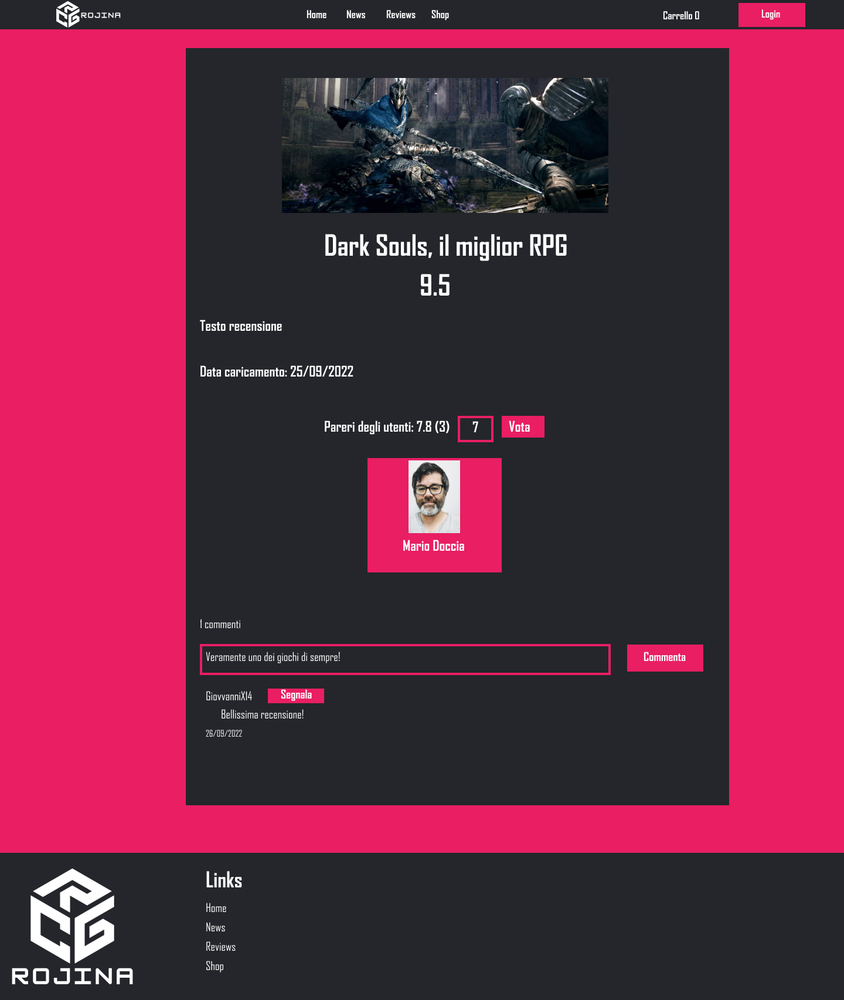 ROJINA
Home News Reviews Shop
Carrello 0
Login
Dark Souls, il miglior RPG
9.5
Testo recensione
Data caricamento: 25/09/2022
Pareri degli utenti: 7.8 (3) 7 Vota
Mario Doccia
1 commenti
Veramente uno dei giochi di sempre!
Commenta
GiovvanniX14 Segnala
Bellissima recensione!
26/09/2022
Links
Home
News
Reviews
Shop
ROJINA